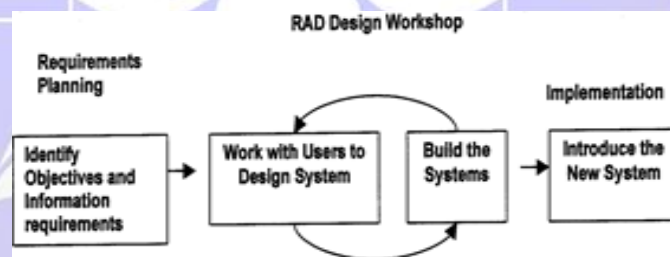 RAD Design Workshop
Requirements
Planning
Implementation
Identify
Objectives and
Information
requirements
Work with Users to
Design System
Build the
Systems
Introduce the
New System